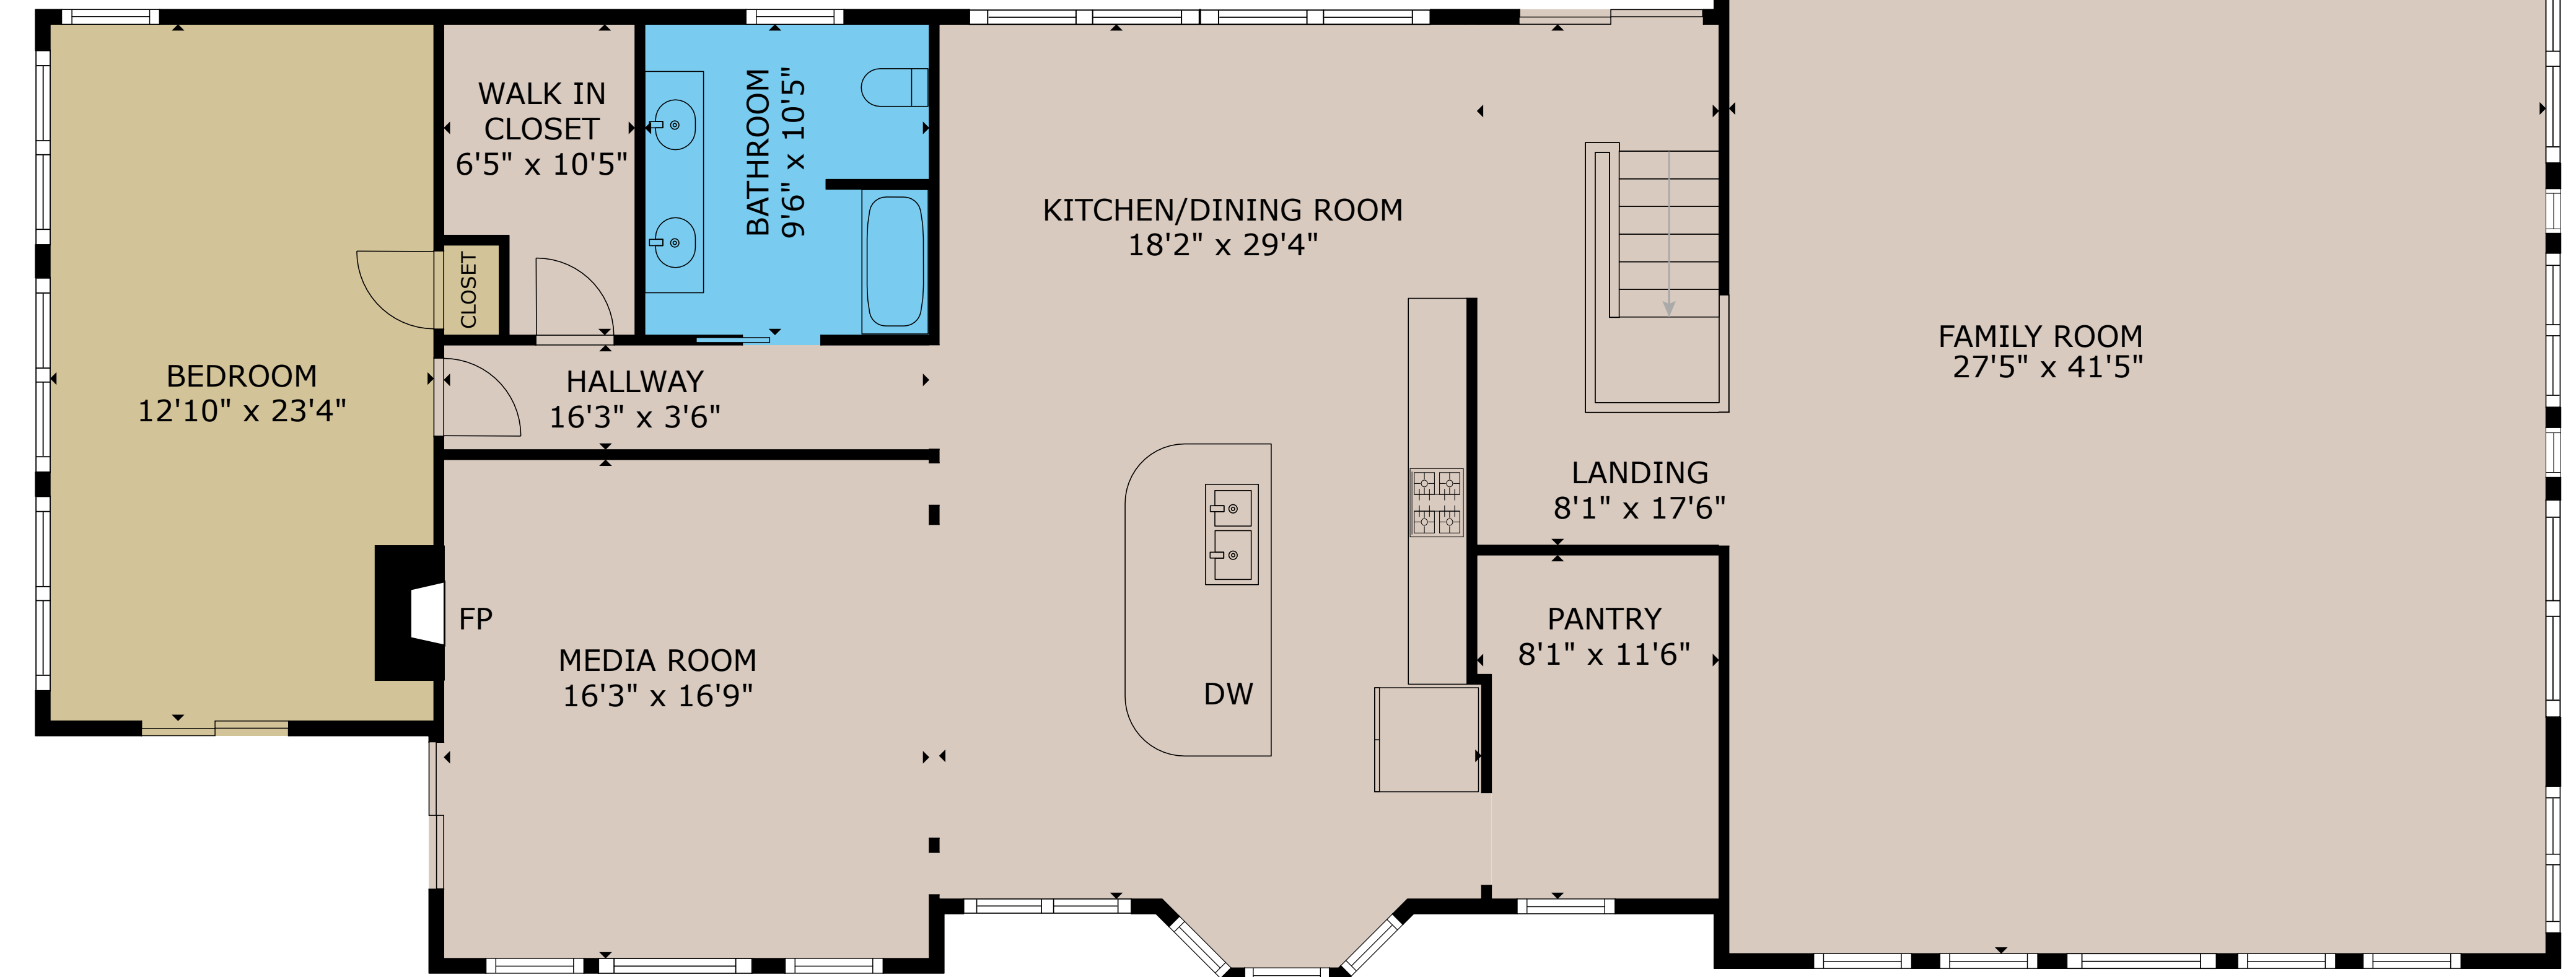 WALK IN
CLOSET
6'5" x 10'5"
BATHROOM
9'6" x 10'5"
KITCHEN/DINING ROOM
18'2" x 29'4"
CLOSET
FAMILY ROOM
27'5" x 41'5"
BEDROOM
12'10" x 23'4"
HALLWAY
16'3" x 3'6"
LANDING
8'1" x 17'6"
FP
PANTRY
8'1" x 11'6"
MEDIA ROOM
16'3" x 16'9"
DW